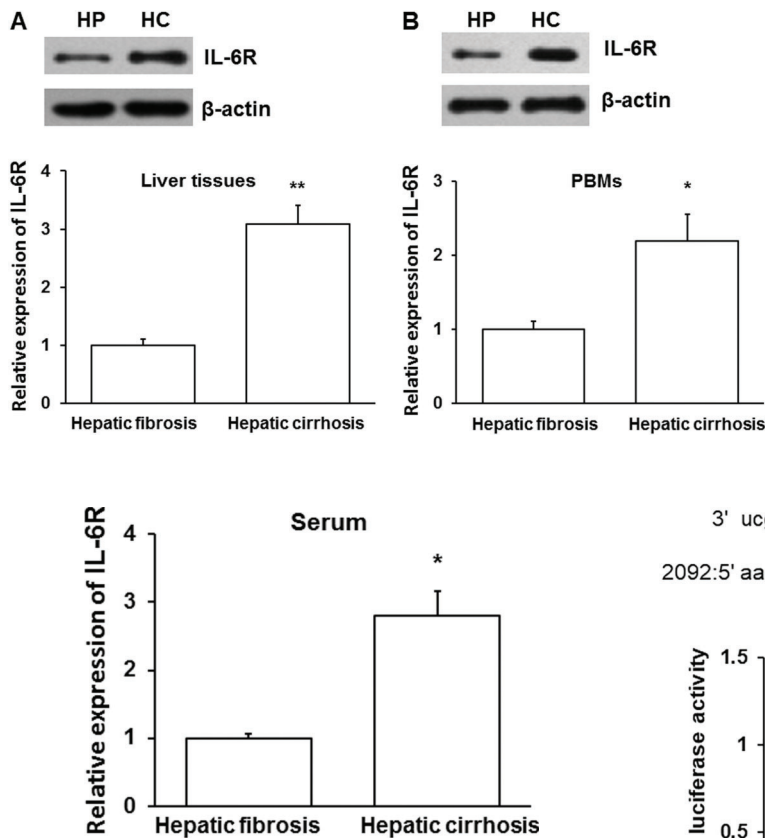 A HP HC
IL-6R
β-actin
Relative expression of IL-6R
4
3
2
1
0
Liver tissues
**
Hepatic fibrosis Hepatic cirrhosis
B HP HC
IL-6R
β-actin
Relative expression of IL-6R
3
2
1
0
PBMs
*
Hepatic fibrosis Hepatic cirrhosis
Relative expression of IL-6R
4
3
2
1
0
Serum
*
Hepatic fibrosis Hepatic cirrhosis
3' ucg
2092:5' aa
luciferase activity
1.5
1
0.5